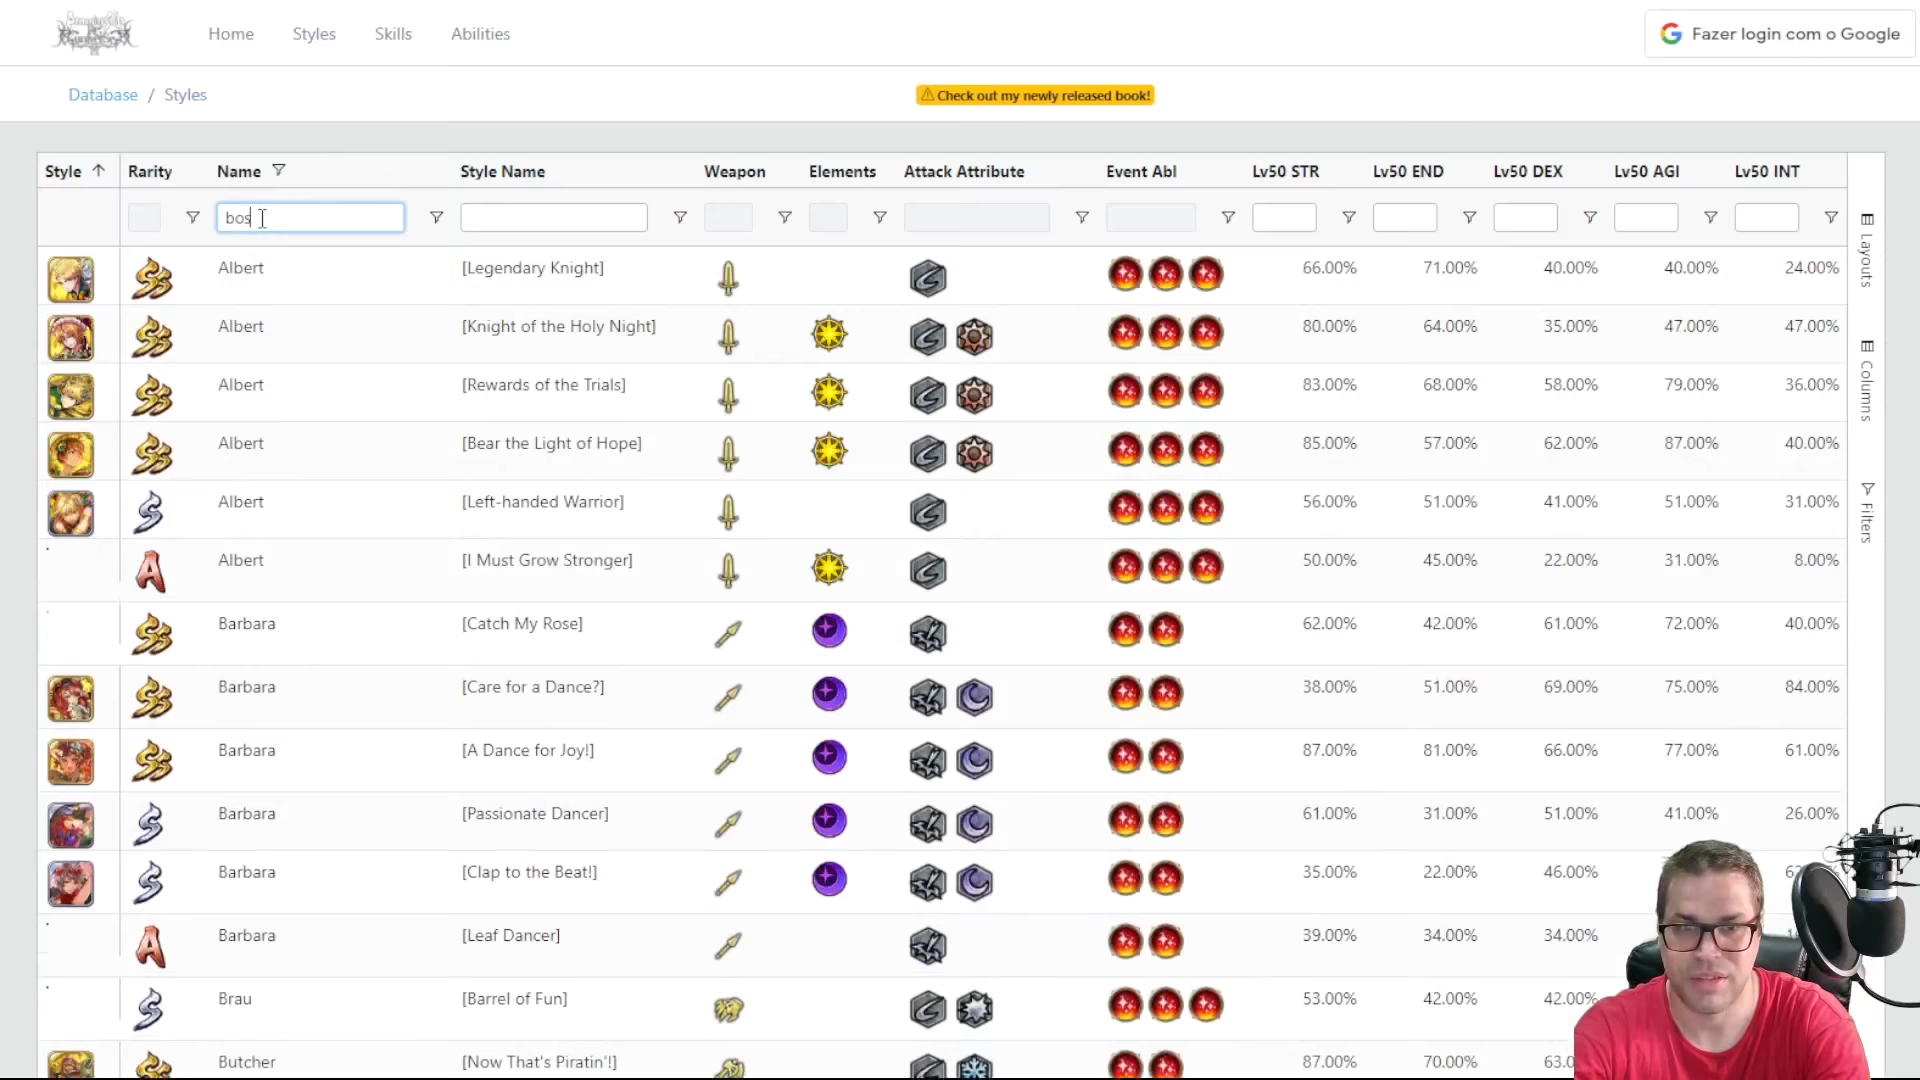 Home Styles Skills Abilities
Fazer login com o Google
Database / Styles
⚠ Check out my newly released book!
Style ↑ Rarity Name Style Name Weapon Elements Attack Attribute Event Abl Lv50 STR Lv50 END Lv50 DEX Lv50 AGI Lv50 INT
bos
Albert [Legendary Knight] 66.00% 71.00% 40.00% 40.00% 24.00%
Albert [Knight of the Holy Night] 80.00% 64.00% 35.00% 47.00% 47.00%
Albert [Rewards of the Trials] 83.00% 68.00% 58.00% 79.00% 36.00%
Albert [Bear the Light of Hope] 85.00% 57.00% 62.00% 87.00% 40.00%
Albert [Left-handed Warrior] 56.00% 51.00% 41.00% 51.00% 31.00%
Albert [I Must Grow Stronger] 50.00% 45.00% 22.00% 31.00% 8.00%
Barbara [Catch My Rose] 62.00% 42.00% 61.00% 72.00% 40.00%
Barbara [Care for a Dance?] 38.00% 51.00% 69.00% 75.00% 84.00%
Barbara [A Dance for Joy!] 87.00% 81.00% 66.00% 77.00% 61.00%
Barbara [Passionate Dancer] 61.00% 31.00% 51.00% 41.00% 26.00%
Barbara [Clap to the Beat!] 35.00% 22.00% 46.00%
Barbara [Leaf Dancer] 39.00% 34.00% 34.00%
Brau [Barrel of Fun] 53.00% 42.00% 42.00%
Butcher [Now That's Piratin'!] 87.00% 70.00% 63.0
Layouts
Columns
Filters